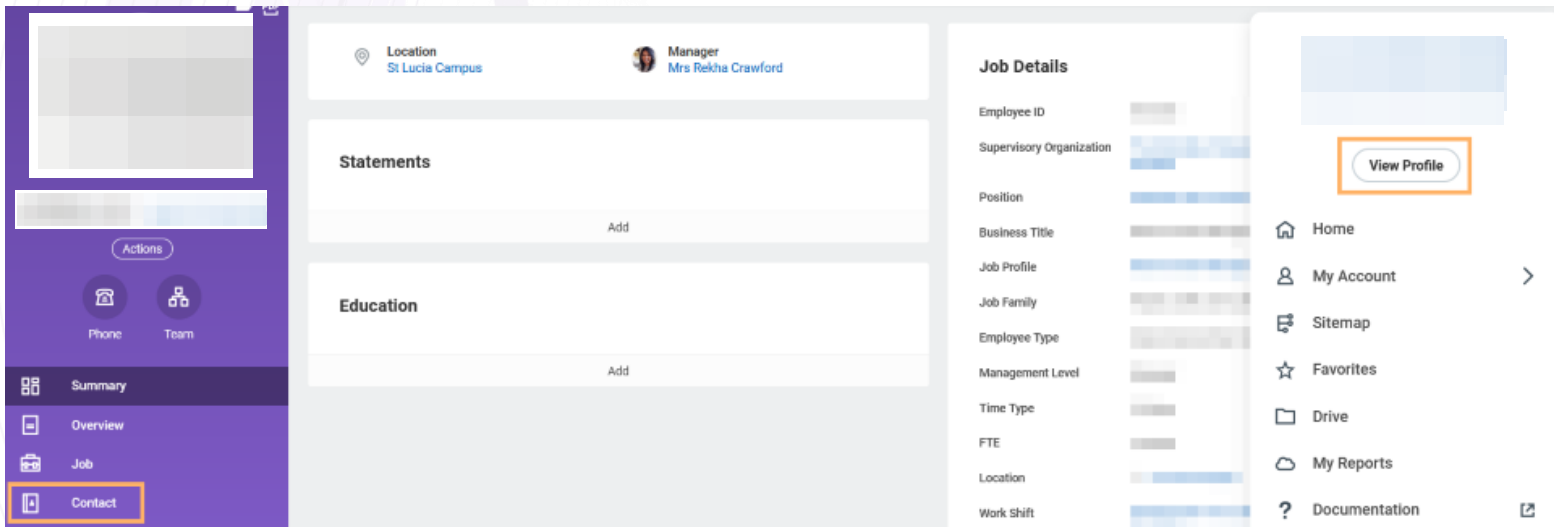 Location
St Lucia Campus
Manager
Mrs Rekha Crawford
Statements
Add
Education
Add
Actions
Phone
Team
Summary
Overview
Job
Contact
Job Details
Employee ID
Supervisory Organization
Position
Business Title
Job Profile
Job Family
Employee Type
Management Level
Time Type
FTE
Location
Work Shift
View Profile
Home
My Account
Sitemap
Favorites
Drive
My Reports
Documentation